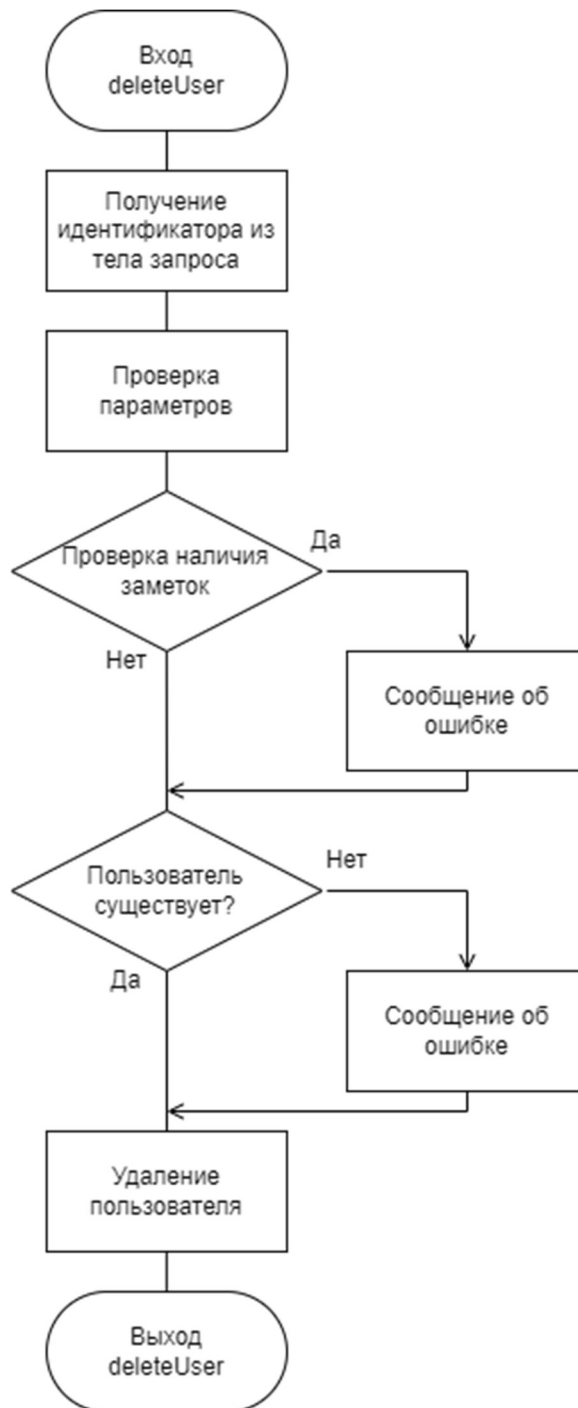 Вход
deleteUser
Получение
идентификатора из
тела запроса
Проверка
параметров
Проверка наличия
заметок
Да
Нет
Сообщение об
ошибке
Пользователь
существует?
Нет
Да
Сообщение об
ошибке
Удаление
пользователя
Выход
deleteUser